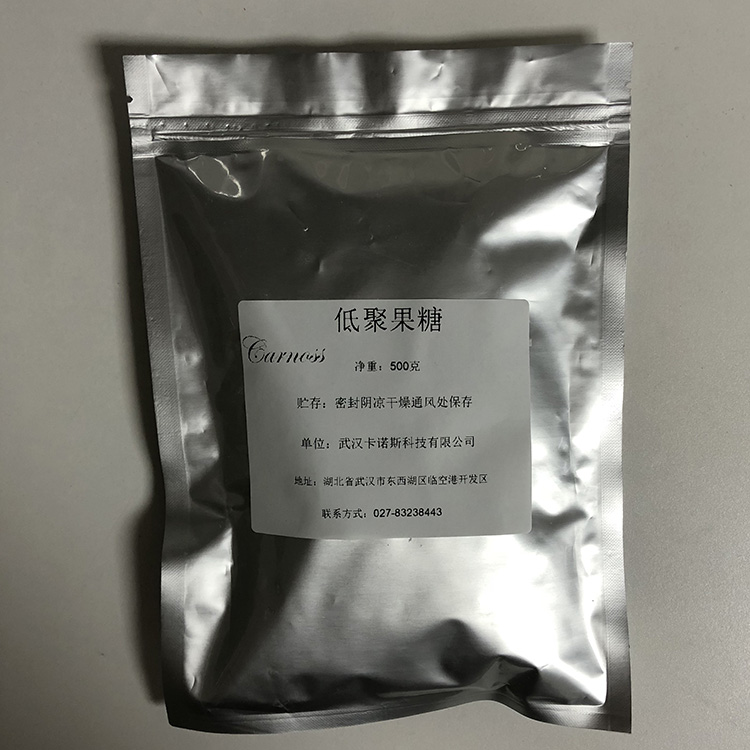 低聚果糖
Carnoss
净重：500克
贮存：密封阴凉干燥通风处保存
单位：武汉卡诺斯科技有限公司
地址：湖北省武汉市东西湖区临空港开发区
联系方式：027-83238443